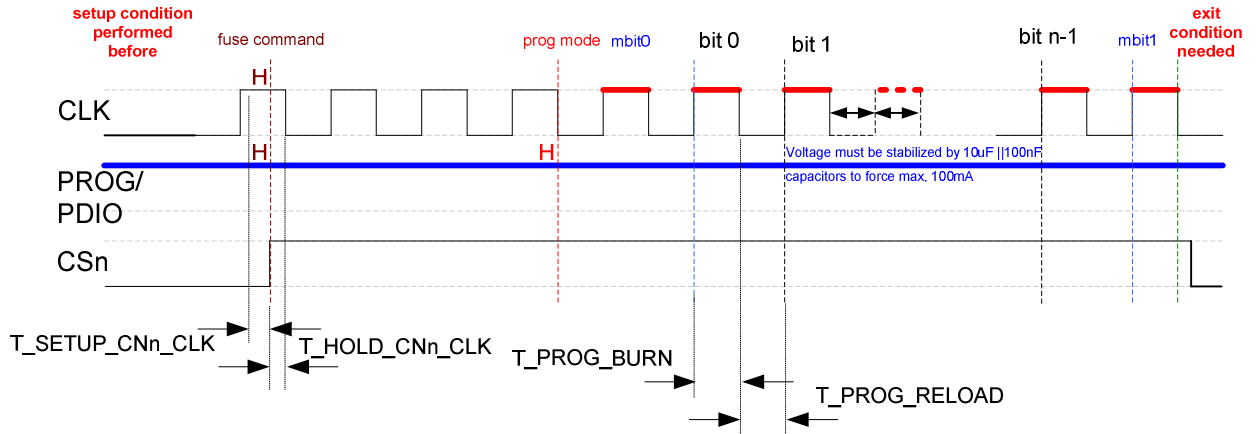 setup condition
performed
before
fuse command
prog mode
mbit0
bit 0
bit 1
bit n-1
mbit1
exit
condition
needed
H
CLK
H
H
Voltage must be stabilized by 10uF ||100nF
capacitors to force max. 100mA
PROG/
PDIO
CSn
T_SETUP_CNn_CLK
T_HOLD_CNn_CLK
T_PROG_BURN
T_PROG_RELOAD